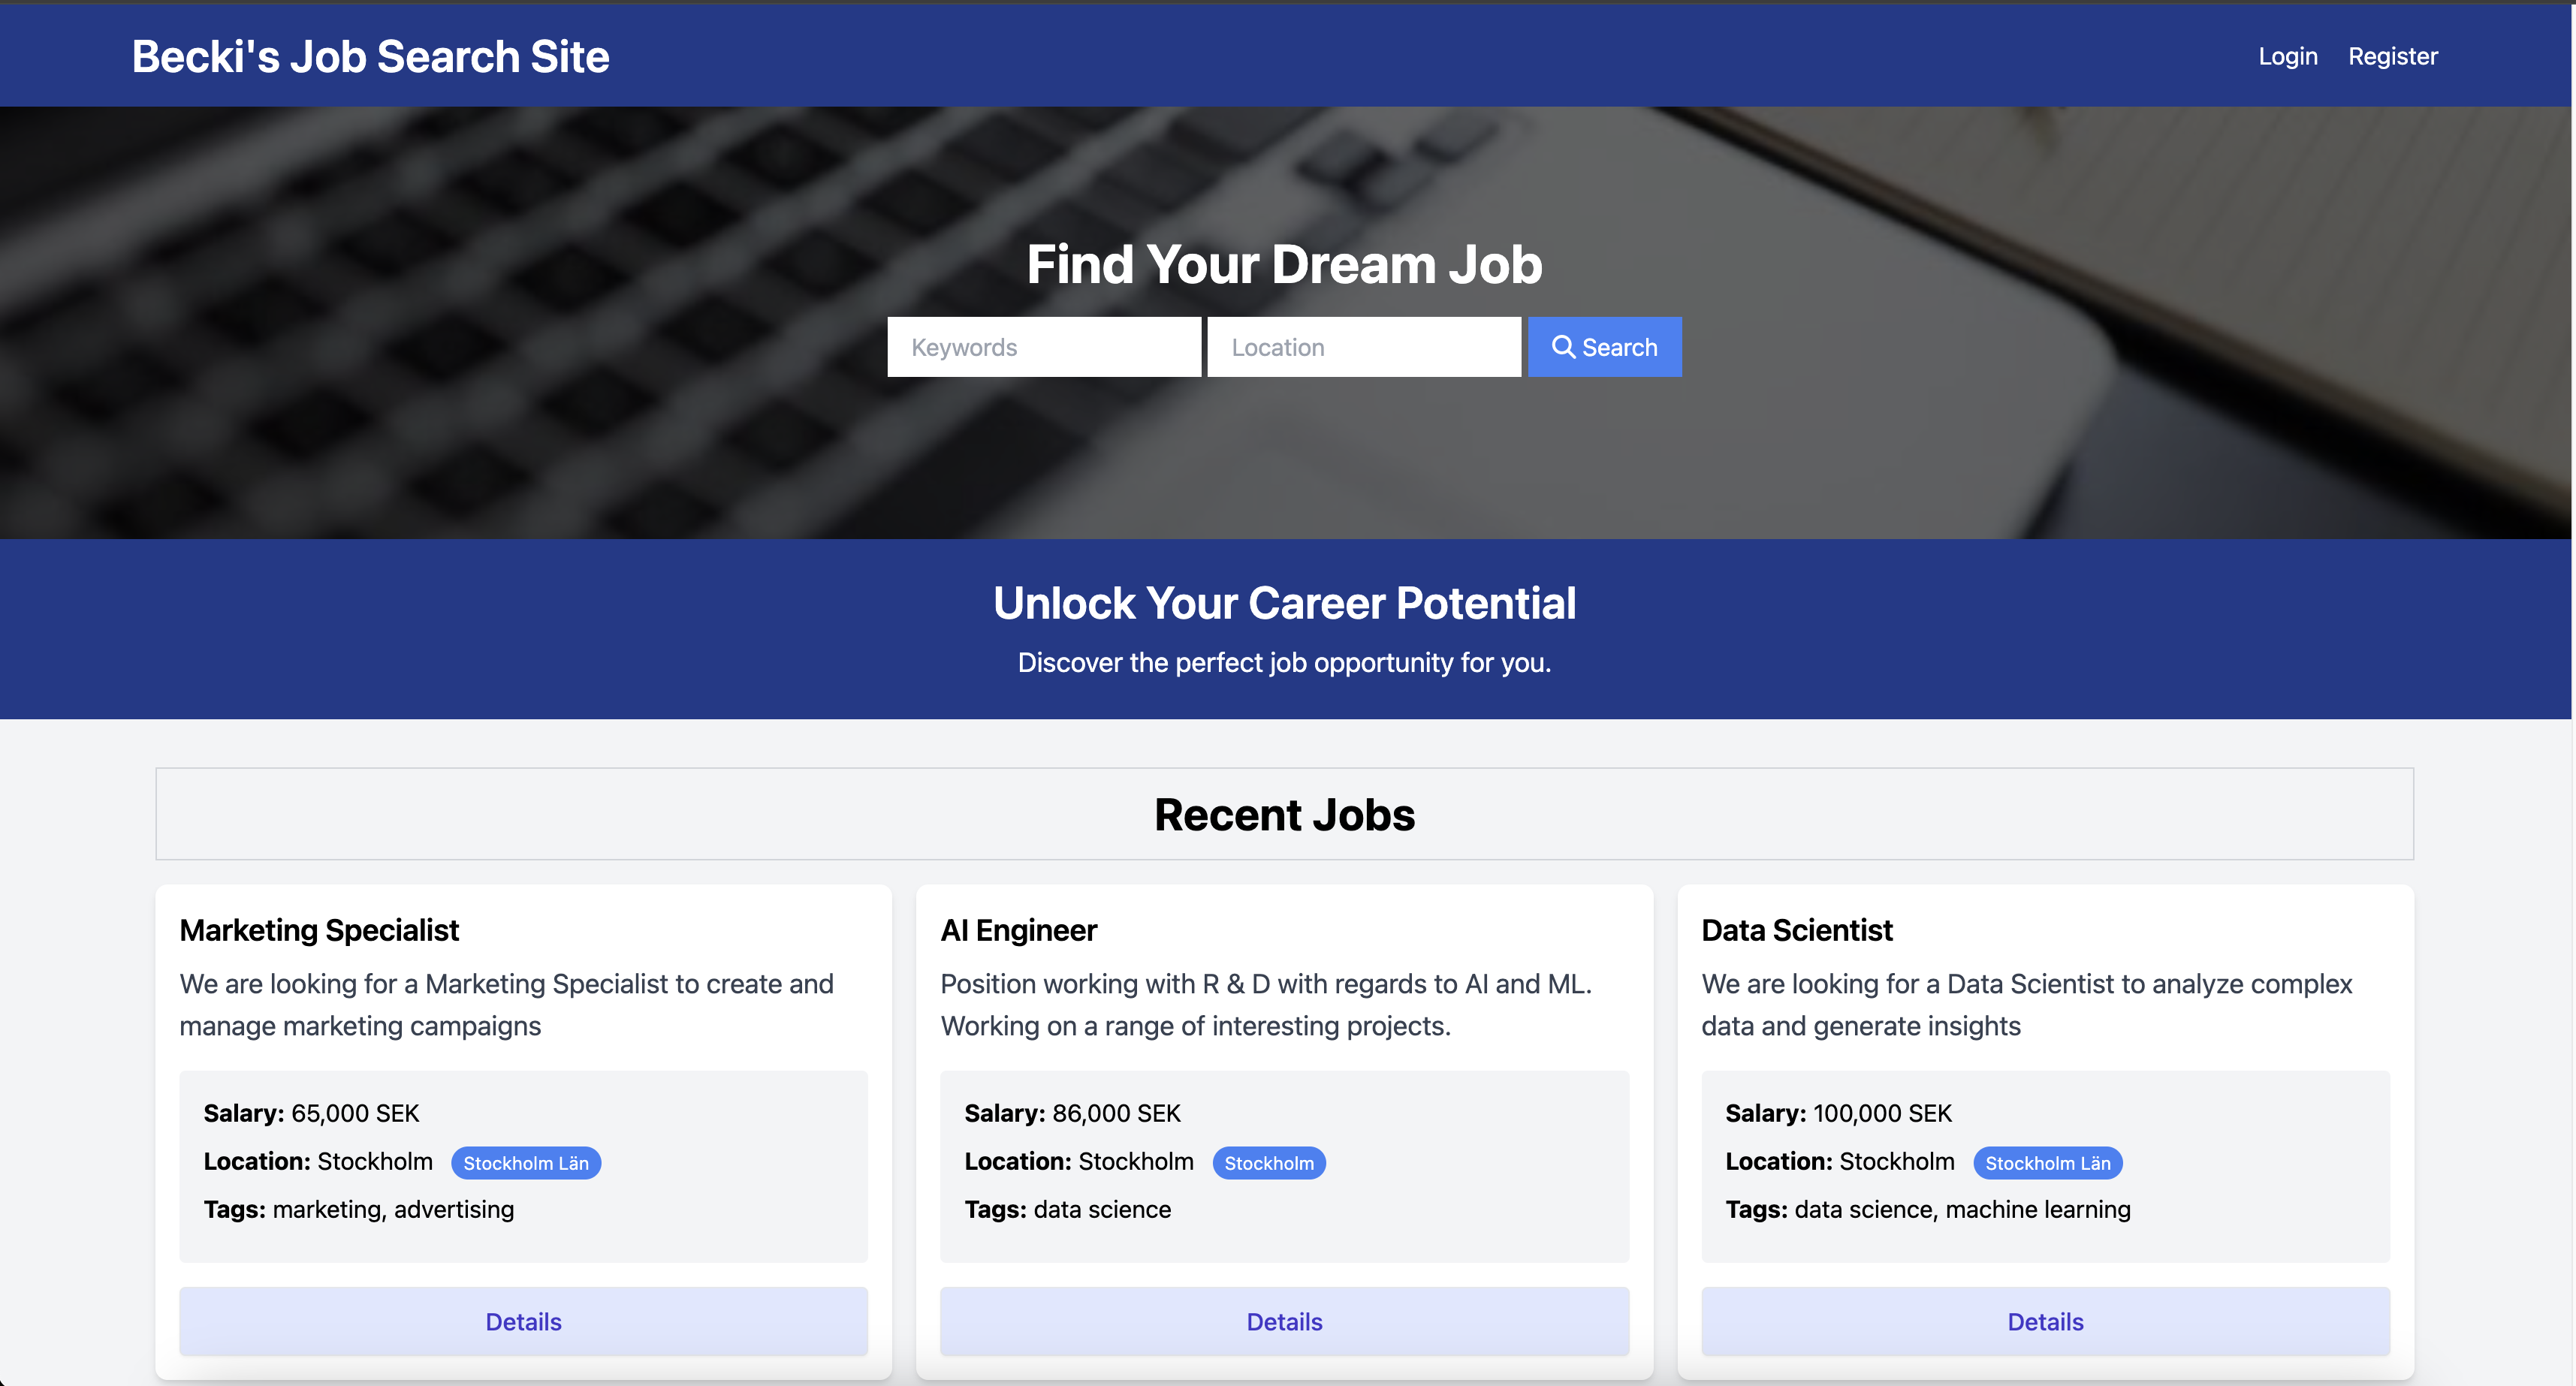 Becki's Job Search Site
Login Register
Find Your Dream Job
Keywords Location Search
Unlock Your Career Potential
Discover the perfect job opportunity for you.
Recent Jobs
Marketing Specialist
We are looking for a Marketing Specialist to create and
manage marketing campaigns
Salary: 65,000 SEK
Location: Stockholm Stockholm Län
Tags: marketing, advertising
Details
AI Engineer
Position working with R & D with regards to AI and ML.
Working on a range of interesting projects.
Salary: 86,000 SEK
Location: Stockholm Stockholm
Tags: data science
Details
Data Scientist
We are looking for a Data Scientist to analyze complex
data and generate insights
Salary: 100,000 SEK
Location: Stockholm Stockholm Län
Tags: data science, machine learning
Details